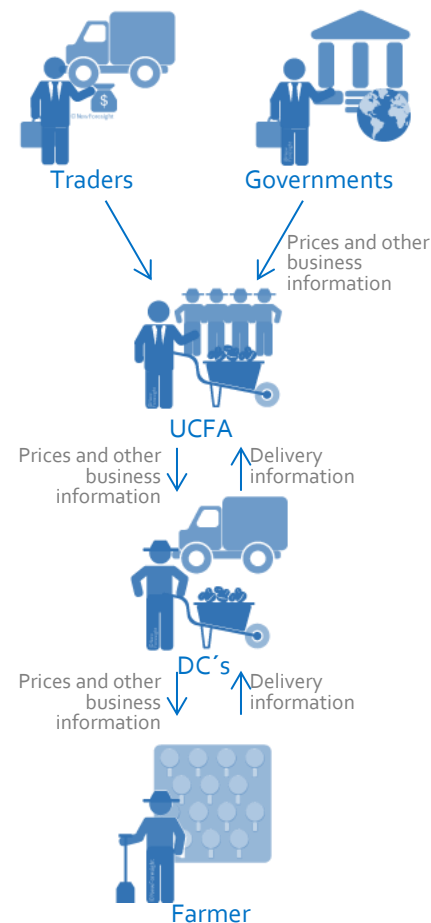 $
© NewForesight
Traders
Governments
Prices and other
business
information
UCFA
Prices and other
business
information
Delivery
information
DC´s
Prices and other
business
information
Delivery
information
Farmer